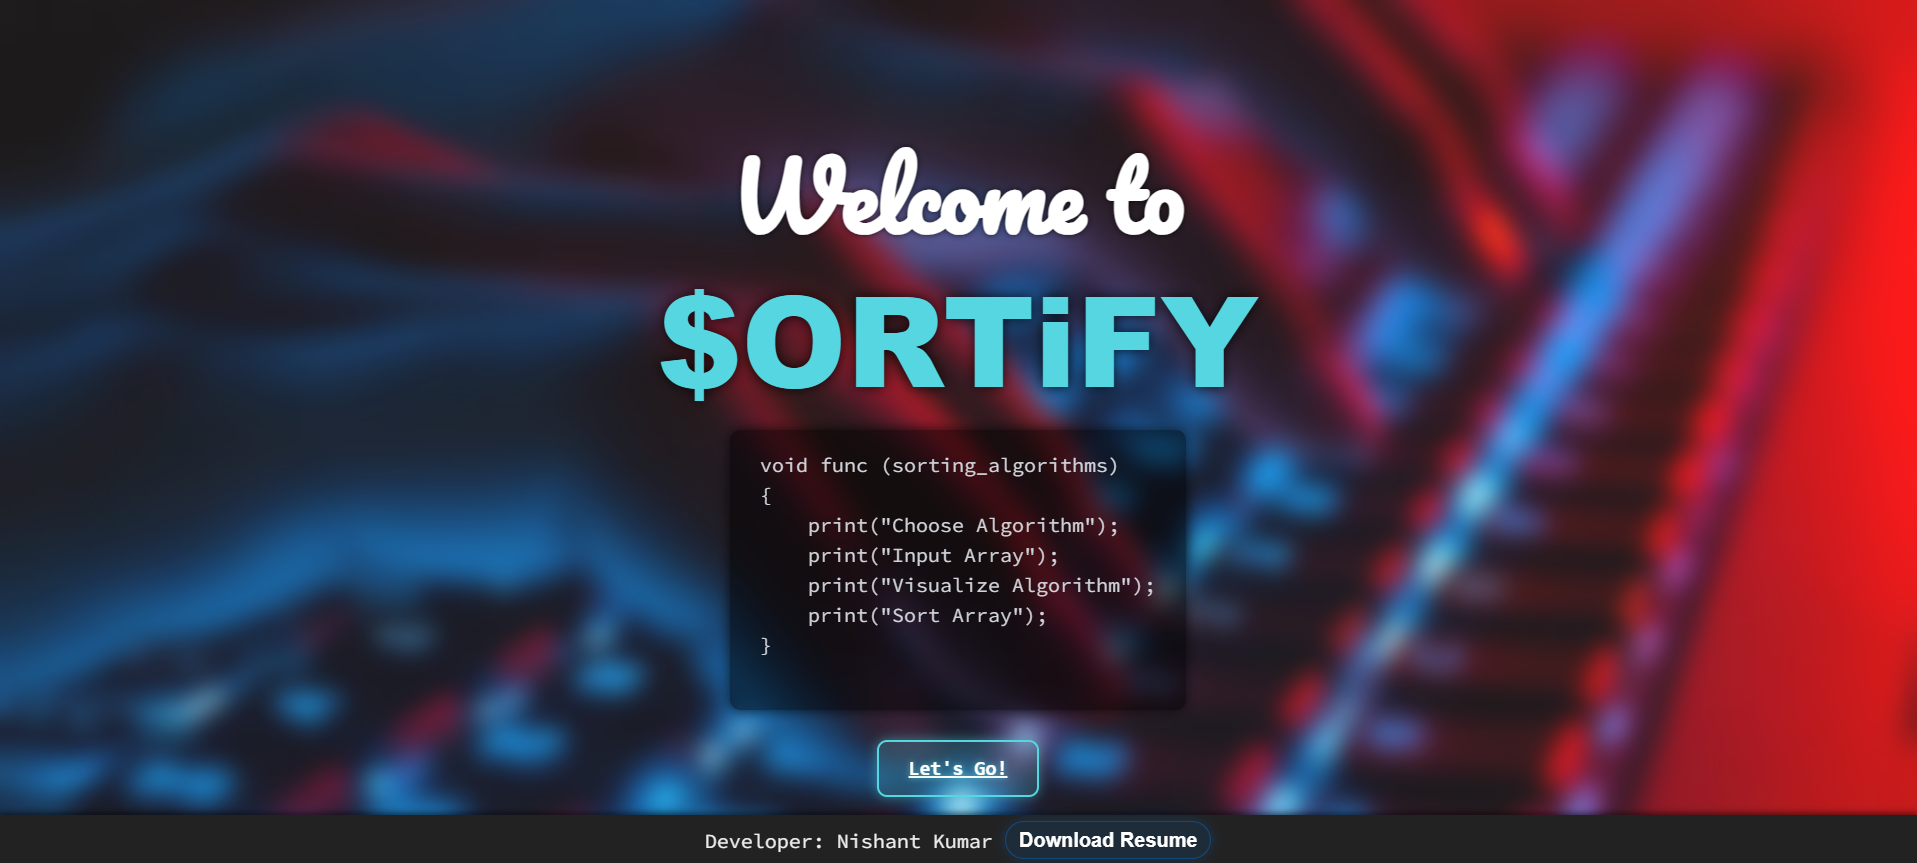 Welcome to
$ORTiFY
void func (sorting_algorithms)
{
    print("Choose Algorithm");
    print("Input Array");
    print("Visualize Algorithm");
    print("Sort Array");
}
Let's Go!
Developer: Nishant Kumar Download Resume